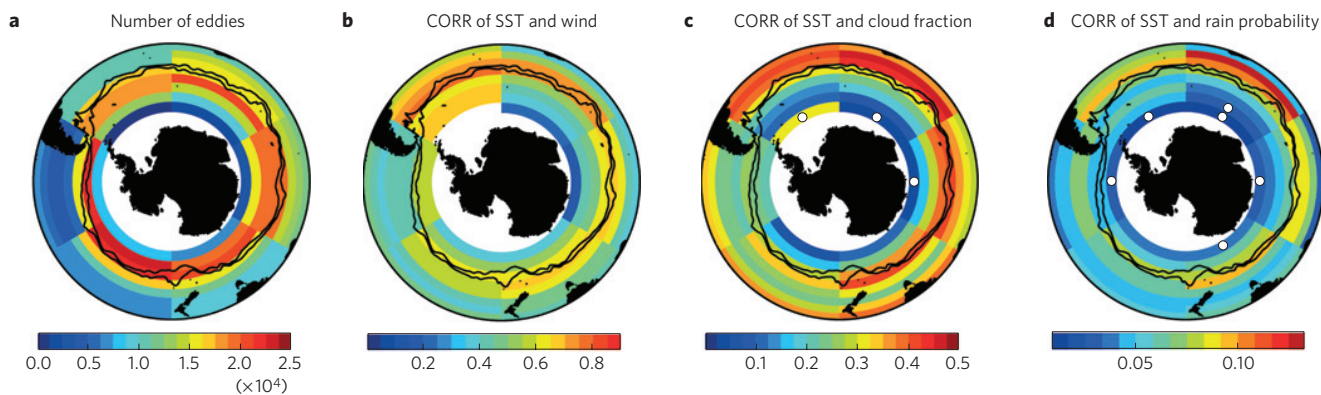 a Number of eddies
b CORR of SST and wind
c CORR of SST and cloud fraction
d CORR of SST and rain probability
0.0 0.5 1.0 1.5 2.0 2.5
(×10⁴)
0.2 0.4 0.6 0.8
0.1 0.2 0.3 0.4 0.5
0.05 0.10